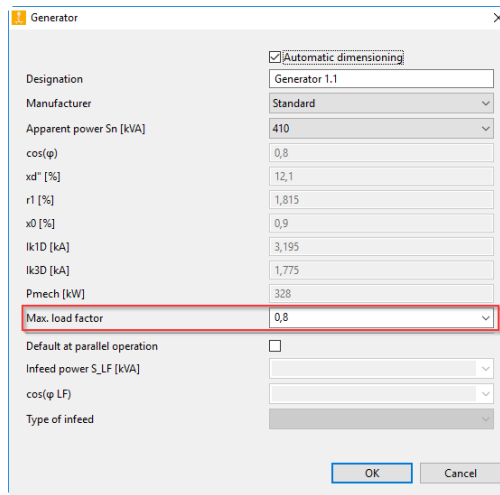 Generator
Automatic dimensioning
Designation Generator 1.1
Manufacturer Standard
Apparent power Sn [kVA] 410
cos(φ) 0,8
xd" [%] 12,1
r1 [%] 1,815
x0 [%] 0,9
Ik1D [kA] 3,195
Ik3D [kA] 1,775
Pmech [kW] 328
Max. load factor 0,8
Default at parallel operation
Infeed power S_LF [kVA]
cos(φ LF)
Type of infeed
OK Cancel